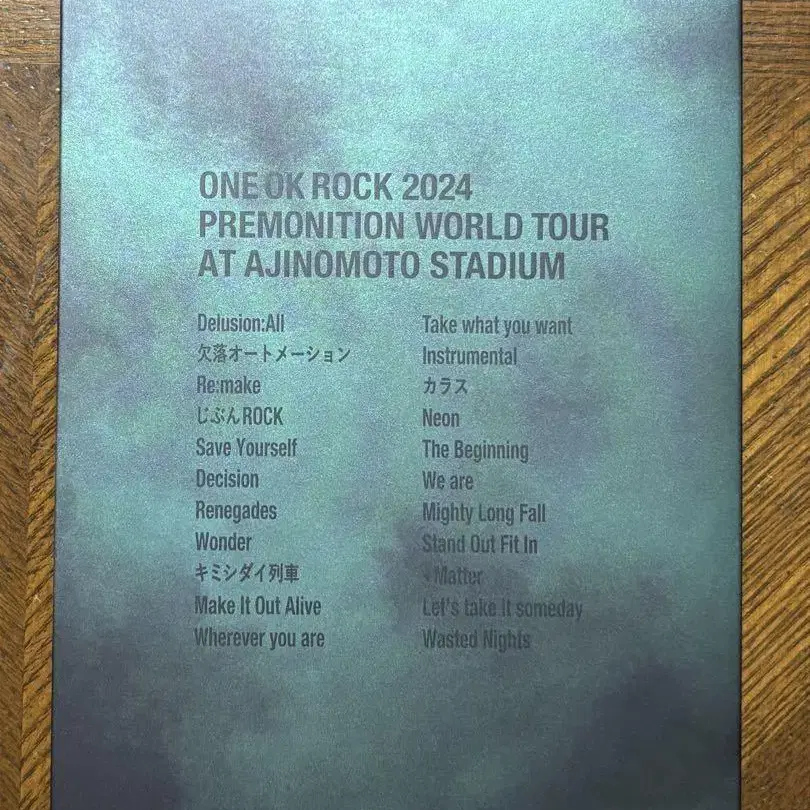 ONE OK ROCK 2024
PREMONITION WORLD TOUR
AT AJINOMOTO STADIUM
Delusion:All
欠落オートメーション
Re:make
じぶんROCK
Save Yourself
Decision
Renegades
Wonder
キミシダイ列車
Make It Out Alive
Wherever you are
Take what you want
Instrumental
カラス
Neon
The Beginning
We are
Mighty Long Fall
Stand Out Fit In
+Matter
Let's take it someday
Wasted Nights